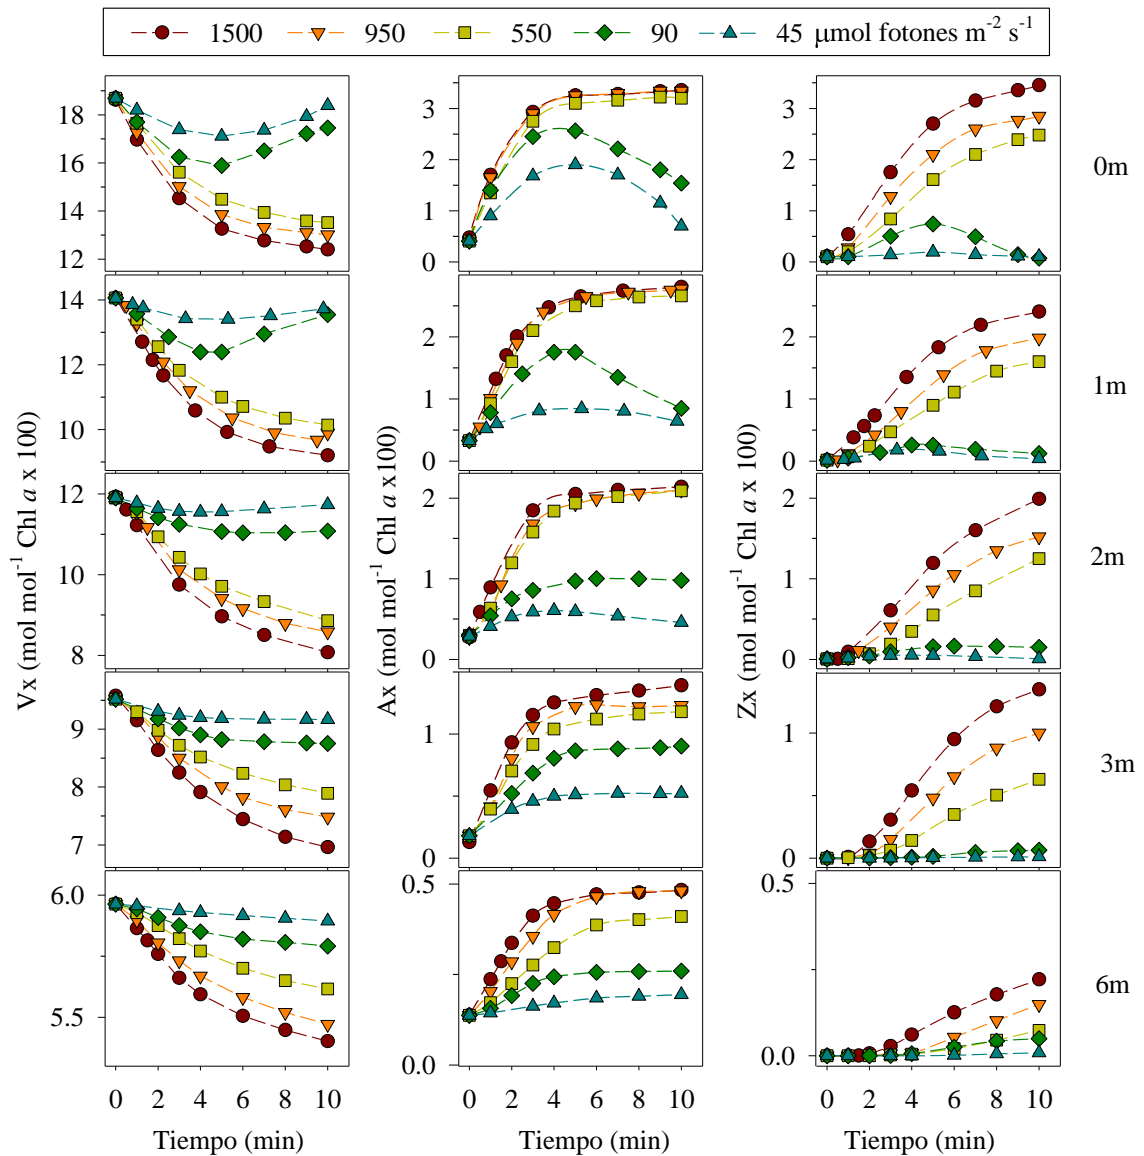 1500 950 550 90 45 μmol fotones m⁻² s⁻¹
18
16
14
12
3
2
1
0
3
2
1
0
0m
14
12
10
2
1
0
2
1
0
1m
12
10
8
2
1
0
2
1
0
2m
9
8
7
1
0
1
0
3m
6.0
5.5
0.5
0.0
0.5
0.0
6m
Vx (mol mol⁻¹ Chl a x 100)
Ax (mol mol⁻¹ Chl a x100)
Zx (mol mol⁻¹ Chl a x 100)
0 2 4 6 8 10
0 2 4 6 8 10
0 2 4 6 8 10
Tiempo (min)
Tiempo (min)
Tiempo (min)